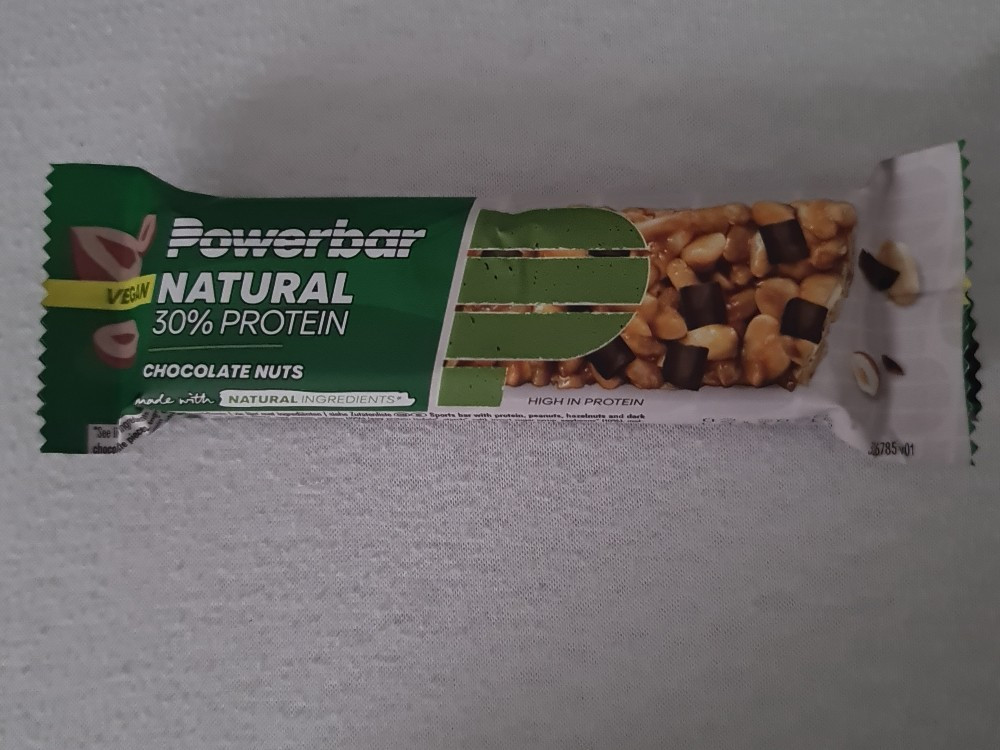 Powerbar
VEGAN
NATURAL
30% PROTEIN
CHOCOLATE NUTS
made with NATURAL INGREDIENTS*
HIGH IN PROTEIN
Sports bar with protein, peanuts, hazelnuts and dark
"See